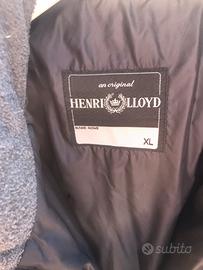 an original
HENRI LLOYD
XL
subito